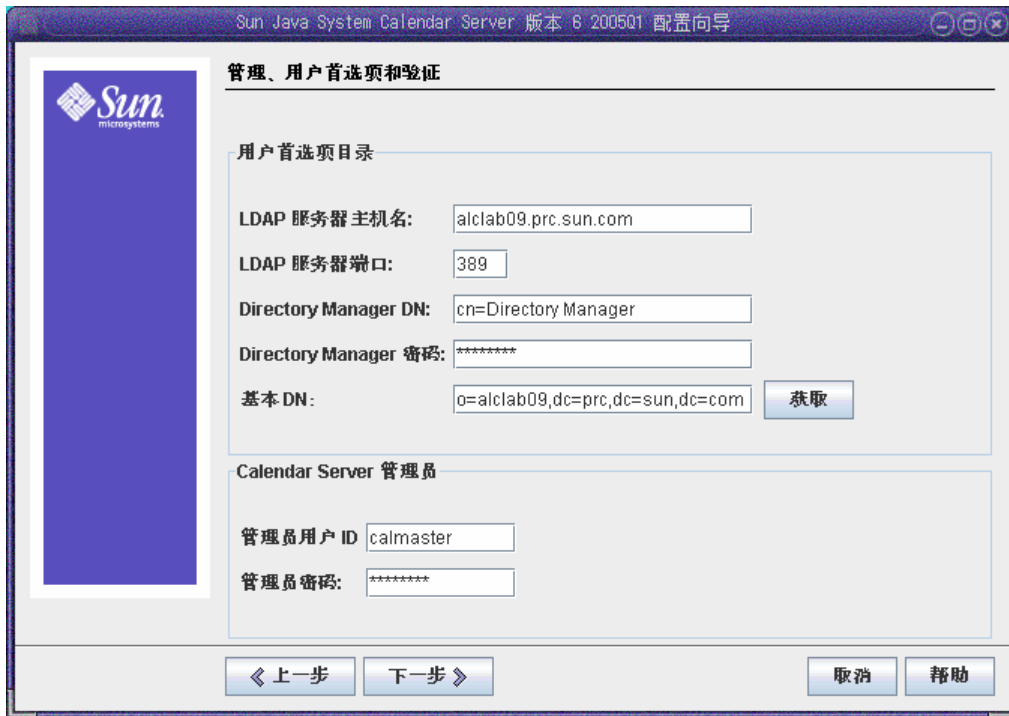 Sun Java System Calendar Server 版本 6 2005Q1 配置向导
Sun
microsystems
管理、用户首选项和验证
用户首选项目录
LDAP 服务器主机名: alclab09.prc.sun.com
LDAP 服务器端口: 389
Directory Manager DN: cn=Directory Manager
Directory Manager 密码: ********
基本 DN: o=alclab09,dc=prc,dc=sun,dc=com 获取
Calendar Server 管理员
管理员用户 ID calmaster
管理员密码: ********
上一步 下一步 取消 帮助